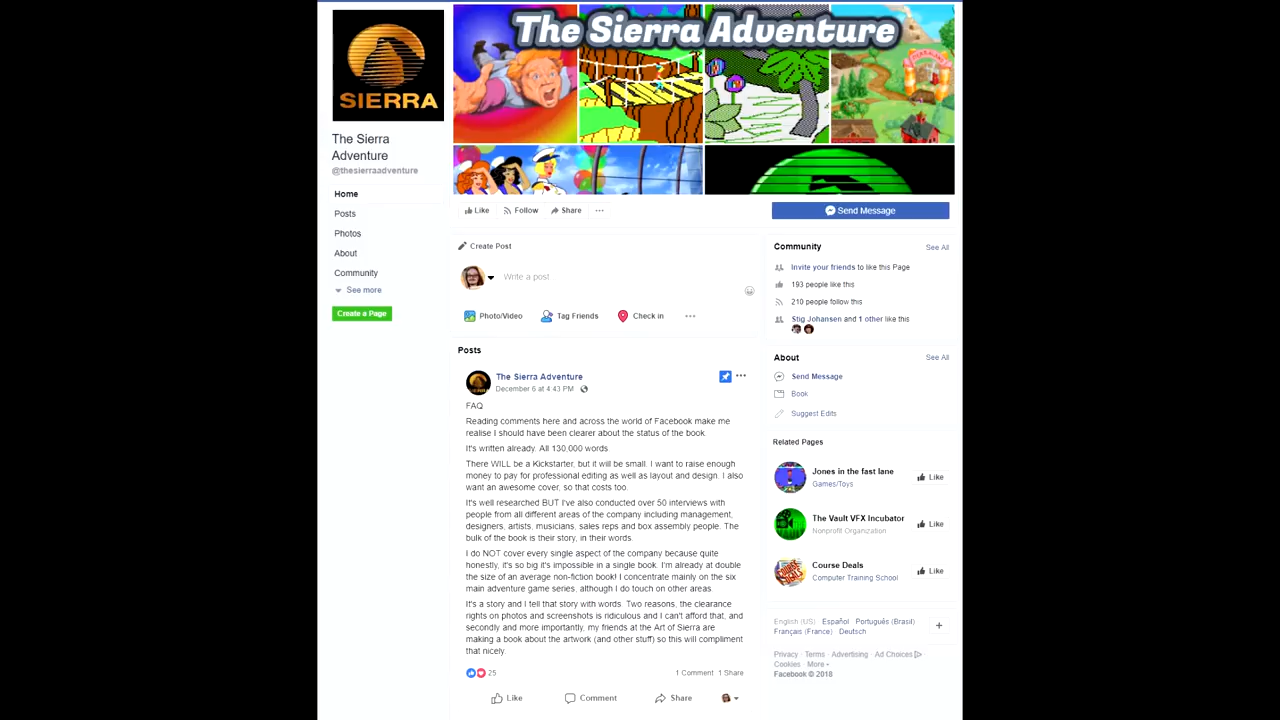 SIERRA
The Sierra Adventure
The Sierra
Adventure
@thesierraadventure
Home
Posts
Photos
About
Community
See more
Create a Page
Like Follow Share ...
Send Message
Create Post
Write a post
Photo/Video Tag Friends Check in ...
Posts
The Sierra Adventure
December 6 at 4:43 PM
FAQ
Reading comments here and across the world of Facebook make me
realise I should have been clearer about the status of the book.
It's written already. All 130,000 words
There WILL be a Kickstarter, but it will be small. I want to raise enough
money to pay for professional editing as well as layout and design. I also
want an awesome cover, so that costs too.
It's well researched BUT I've also conducted over 50 interviews with
people from all different areas of the company including management,
designers, artists, musicians, sales reps and box assembly people. The
bulk of the book is their story, in their words.
I do NOT cover every single aspect of the company because quite
honestly, it's so big it's impossible in a single book. I'm already at double
the size of an average non-fiction book! I concentrate mainly on the six
main adventure game series, although I do touch on other areas.
It's a story and I tell that story with words. Two reasons, the clearance
rights on photos and screenshots is ridiculous and I can't afford that, and
secondly and more importantly, my friends at the Art of Sierra are
making a book about the artwork (and other stuff) so this will compliment
that nicely.
25
1 Comment 1 Share
Like Comment Share
Community
See All
Invite your friends to like this Page
193 people like this
210 people follow this
Stig Johansen and 1 other like this
About
See All
Send Message
Book
Suggest Edits
Related Pages
Jones in the fast lane
Games/Toys
Like
The Vault VFX Incubator
Nonprofit Organization
Like
Course Deals
Computer Training School
Like
English (US) Español Português (Brasil)
Français (France) Deutsch
Privacy · Terms · Advertising · Ad Choices
Cookies · More
Facebook © 2018